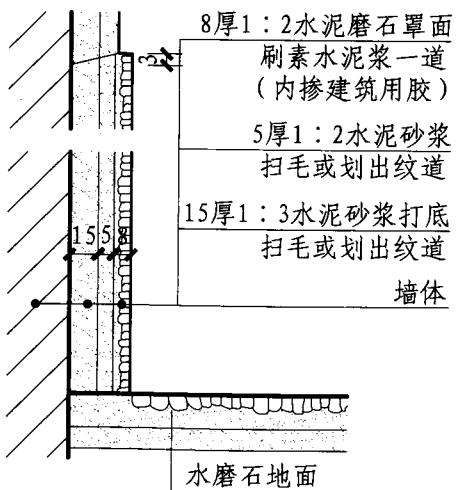 8厚1：2水泥磨石罩面
刷素水泥浆一道
（内掺建筑用胶）
3
5厚1：2水泥砂浆
扫毛或划出纹道
15厚1：3水泥砂浆打底
扫毛或划出纹道
15 5 8
墙体
水磨石地面